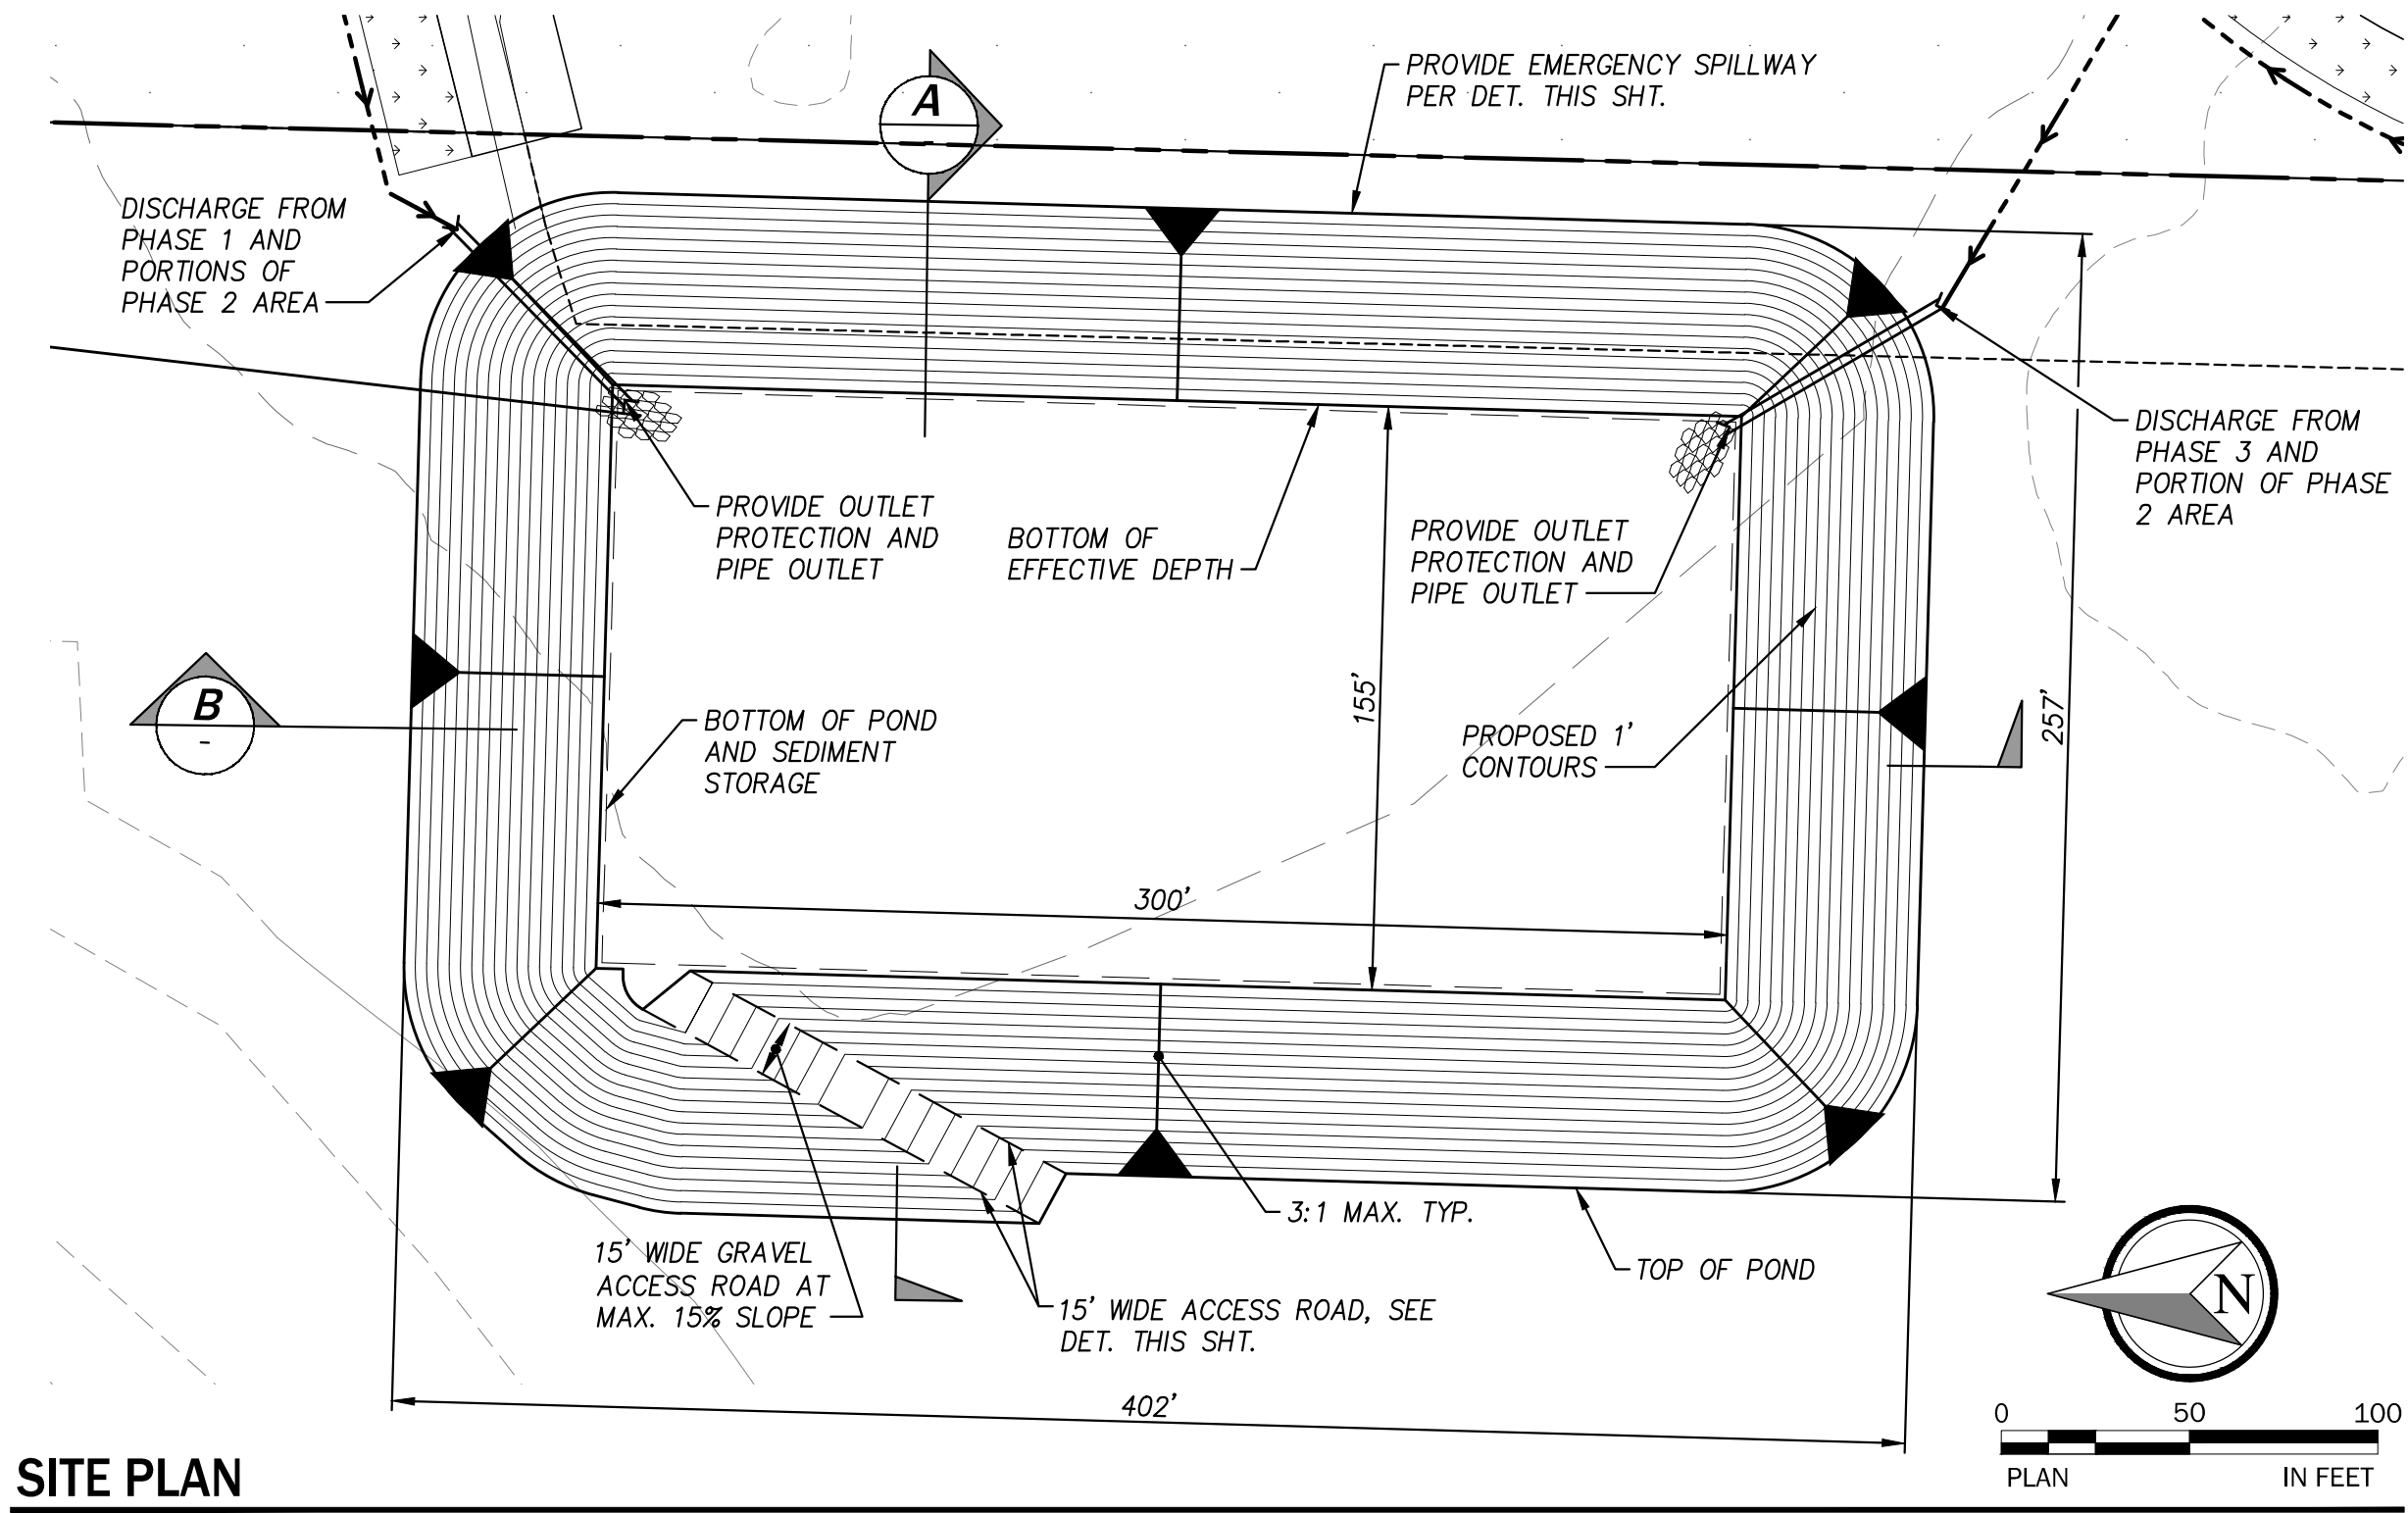 A
-
PROVIDE EMERGENCY SPILLWAY
PER DET. THIS SHT.
DISCHARGE FROM
PHASE 1 AND
PORTIONS OF
PHASE 2 AREA
DISCHARGE FROM
PHASE 3 AND
PORTION OF PHASE
2 AREA
PROVIDE OUTLET
PROTECTION AND
PIPE OUTLET
BOTTOM OF
EFFECTIVE DEPTH
PROVIDE OUTLET
PROTECTION AND
PIPE OUTLET
155'
257'
B
-
BOTTOM OF POND
AND SEDIMENT
STORAGE
PROPOSED 1'
CONTOURS
300'
3:1 MAX. TYP.
15' WIDE GRAVEL
ACCESS ROAD AT
MAX. 15% SLOPE
TOP OF POND
15' WIDE ACCESS ROAD, SEE
DET. THIS SHT.
N
402'
0 50 100
PLAN IN FEET
SITE PLAN